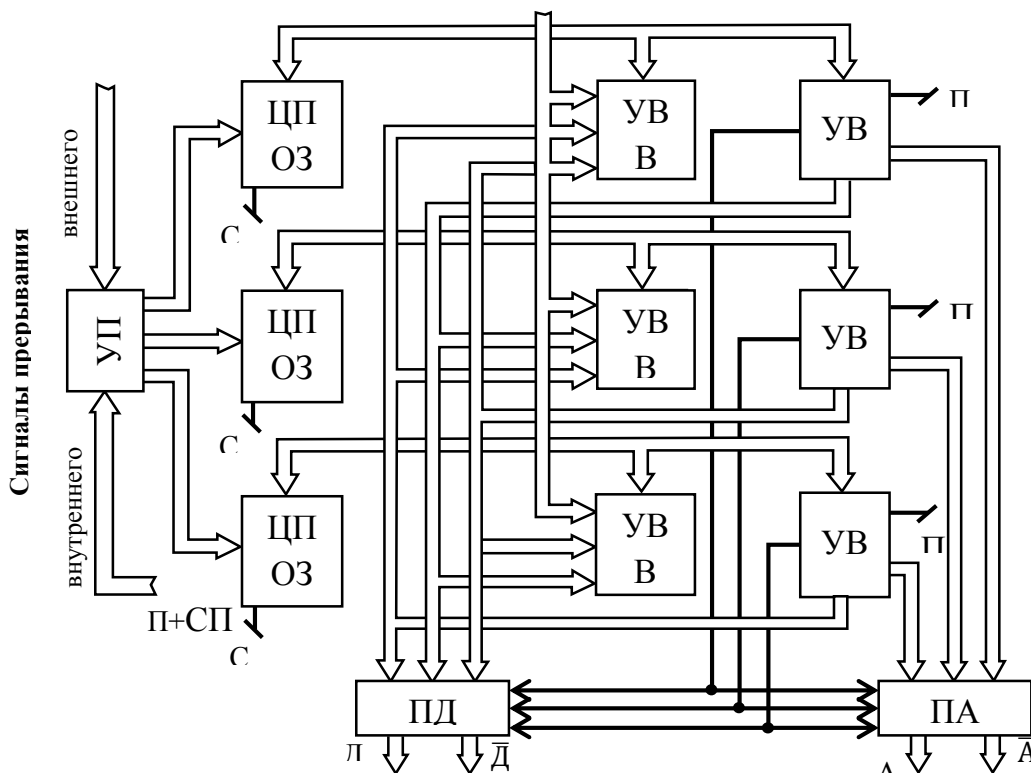 Сигналы прерывания
внешнего
внутреннего
УП
ЦП
ОЗ
С
УВ
В
УВ
П
ЦП
ОЗ
С
УВ
В
УВ
П
ЦП
ОЗ
П+СП
С
УВ
В
УВ
П
ПД
ПА
Д
Д̅
А
А̅